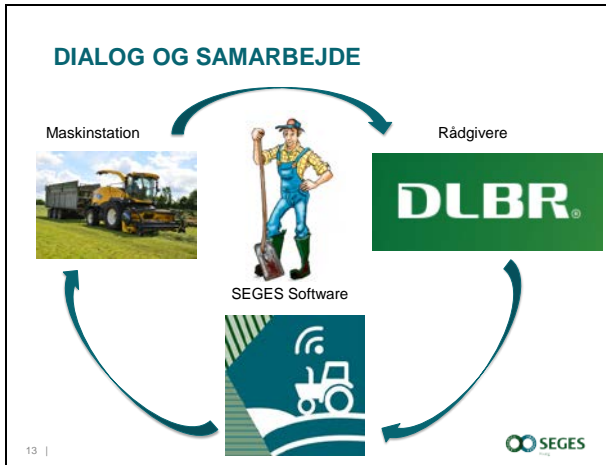 DIALOG OG SAMARBEJDE
Maskinstation
Rådgivere
DLBR®
SEGES Software
13 |
SEGES